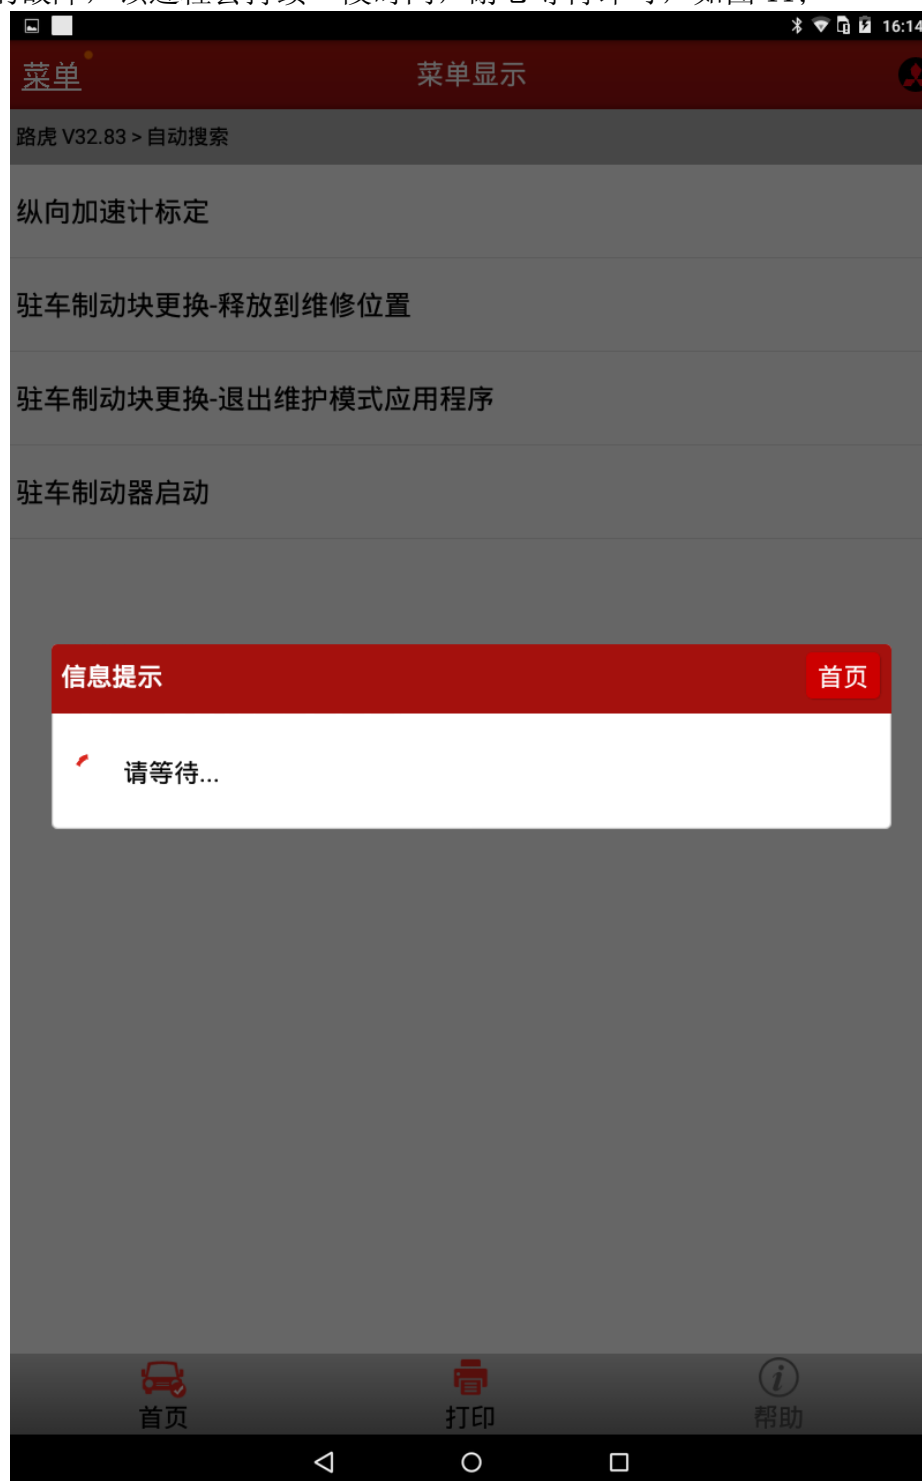 16:14
菜单
菜单显示
路虎 V32.83 > 自动搜索
纵向加速计标定
驻车制动块更换-释放到维修位置
驻车制动块更换-退出维护模式应用程序
驻车制动器启动
信息提示
首页
请等待...
首页
打印
帮助